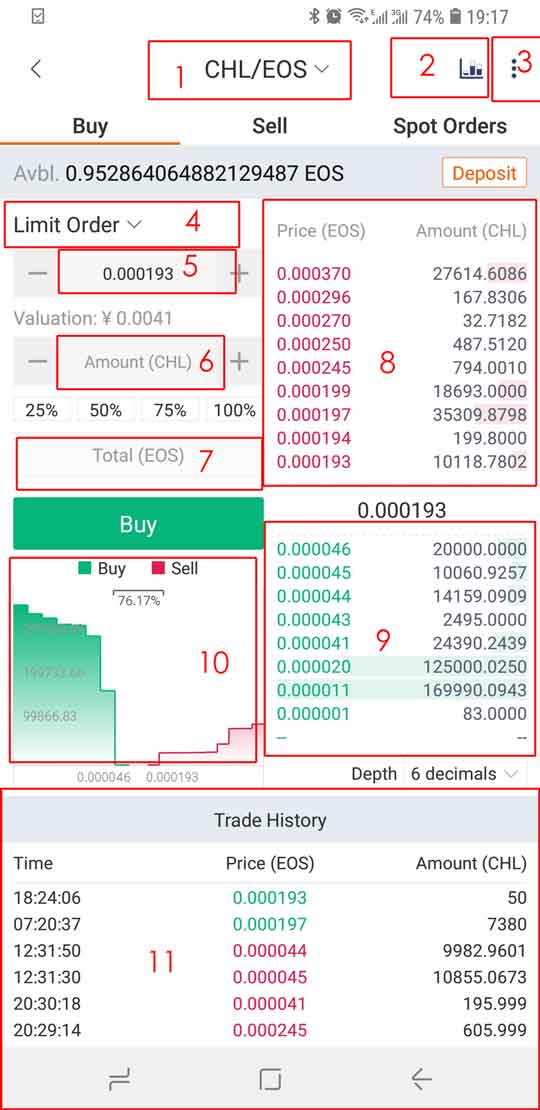 74% 19:17
1 CHL/EOS 2 3
Buy Sell Spot Orders
Avbl. 0.952864064882129487 EOS Deposit
Limit Order 4
− 0.000193 5 +
Valuation: ¥ 0.0041
− Amount (CHL) 6 +
25% 50% 75% 100%
Total (EOS) 7
Buy
Price (EOS) Amount (CHL)
0.000370 27614.6086
0.000296 167.8306
0.000270 32.7182
0.000250 487.5120
0.000245 794.0010
8
0.000199 18693.0000
0.000197 35309.8798
0.000194 199.8000
0.000193 10118.7802
0.000193
0.000046 20000.0000
0.000045 10060.9257
0.000044 14159.0909
0.000043 2495.0000
0.000041 24390.2439
9
0.000020 125000.0250
0.000011 169990.0943
0.000001 83.0000
-- --
Depth 6 decimals
Buy Sell
76.17%
10
199733.66
99866.83
0.000046 0.000193
Trade History
Time Price (EOS) Amount (CHL)
18:24:06 0.000193 50
07:20:37 0.000197 7380
12:31:50 0.000044 9982.9601
11
12:31:30 0.000045 10855.0673
20:30:18 0.000041 195.999
20:29:14 0.000245 605.999